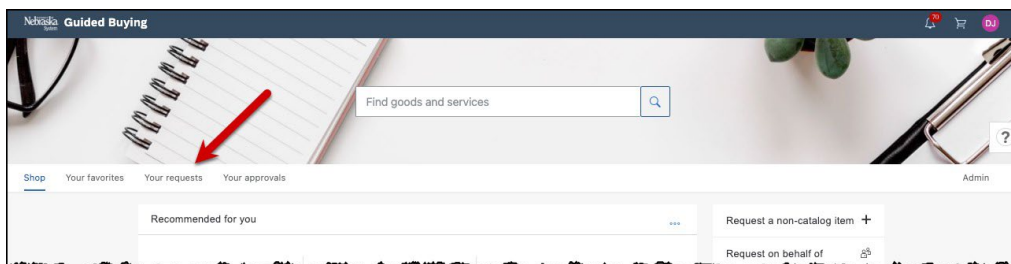 Nebraska System Guided Buying
70
DJ
Find goods and services
?
Shop Your favorites Your requests Your approvals Admin
Recommended for you
Request a non-catalog item +
Request on behalf of